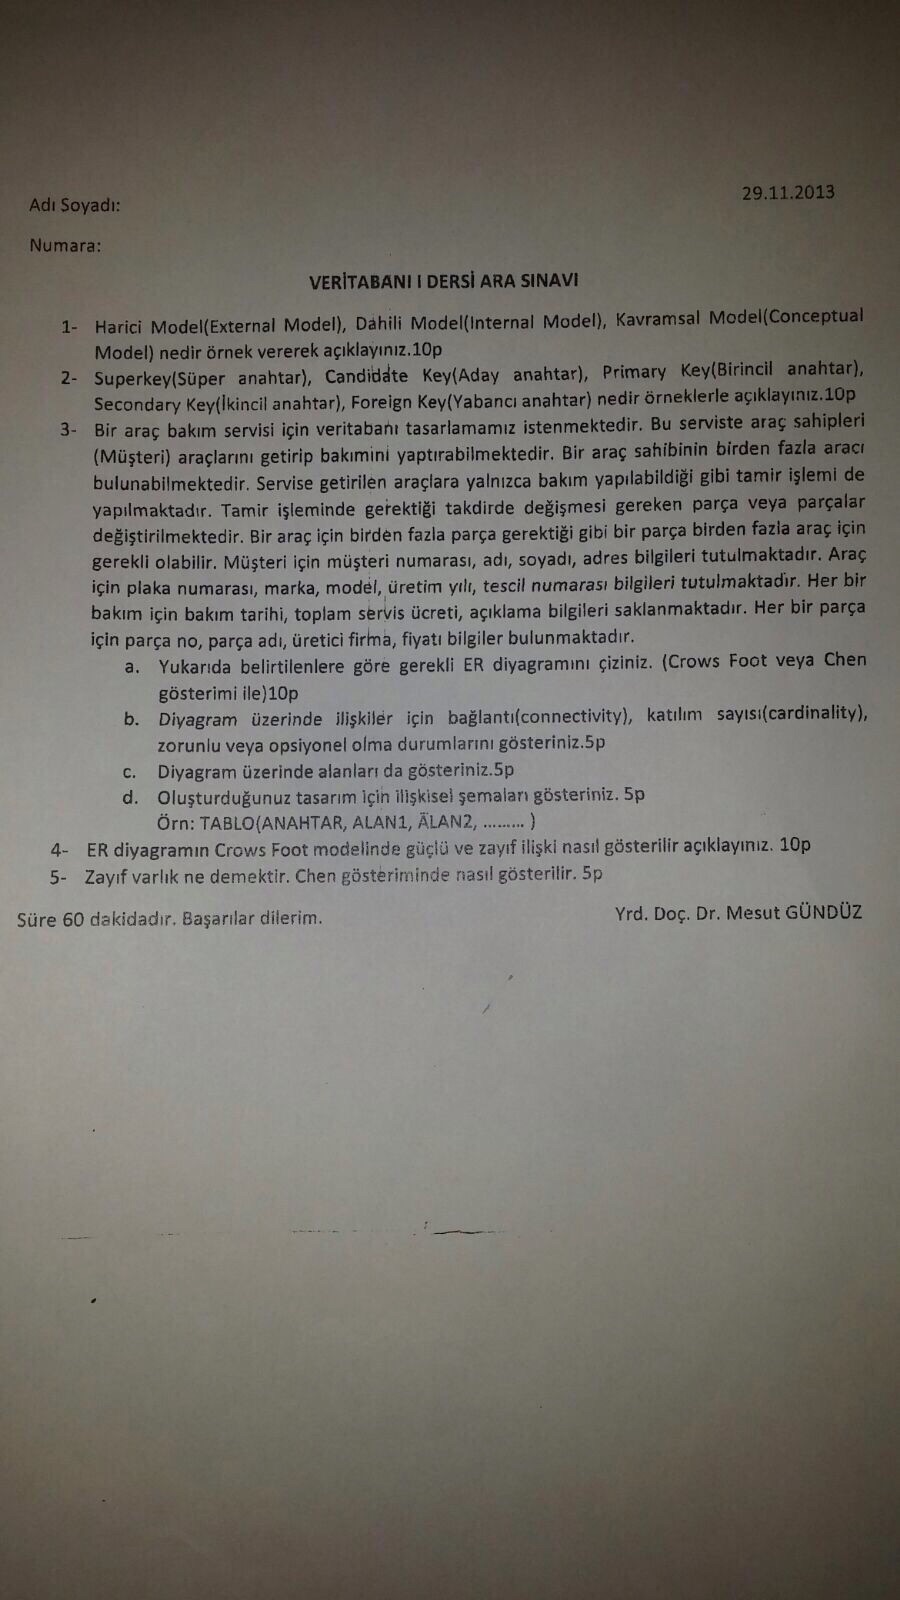 29.11.2013
Adı Soyadı:
Numara:
VERİTABANI I DERSİ ARA SINAVI
1- Harici Model(External Model), Dahili Model(Internal Model), Kavramsal Model(Conceptual
Model) nedir örnek vererek açıklayınız.10p
2- Superkey(Süper anahtar), Candidate Key(Aday anahtar), Primary Key(Birincil anahtar),
Secondary Key(İkincil anahtar), Foreign Key(Yabancı anahtar) nedir örneklerle açıklayınız.10p
3- Bir araç bakım servisi için veritabanı tasarlamamız istenmektedir. Bu serviste araç sahipleri
(Müşteri) araçlarını getirip bakımini yaptırabilmektedir. Bir araç sahibinin birden fazla aracı
bulunabilmektedir. Servise getirilen araçlara yalnızca bakım yapılabildiği gibi tamir işlemi de
yapılmaktadır. Tamir işleminde gerektiği takdirde değişmesi gereken parça veya parçalar
değiştirilmektedir. Bir araç için birden fazla parça gerektiği gibi bir parça birden fazla araç için
gerekli olabilir. Müşteri için müşteri numarası, adı, soyadı, adres bilgileri tutulmaktadır. Araç
için plaka numarası, marka, model, üretim yılı, tescil numarası bilgileri tutulmaktadır. Her bir
bakım için bakım tarihi, toplam servis ücreti, açıklama bilgileri saklanmaktadır. Her bir parça
için parça no, parça adı, üretici firma, fiyatı bilgiler bulunmaktadır.
a. Yukarıda belirtilenlere göre gerekli ER diyagramını çiziniz. (Crows Foot veya Chen
gösterimi ile)10p
b. Diyagram üzerinde ilişkiler için bağlantı(connectivity), katılım sayısı(cardinality),
zorunlu veya opsiyonel olma durumlarını gösteriniz.5p
c. Diyagram üzerinde alanları da gösteriniz.5p
d. Oluşturduğunuz tasarım için ilişkisel şemaları gösteriniz. 5p
Örn: TABLO(ANAHTAR, ALAN1, ALAN2, ......... )
4- ER diyagramın Crows Foot modelinde güçlü ve zayıf ilişki nasıl gösterilir açıklayınız. 10p
5- Zayıf varlık ne demektir. Chen gösteriminde nasıl gösterilir. 5p
Süre 60 dakidadır. Başarılar dilerim.
Yrd. Doç. Dr. Mesut GÜNDÜZ